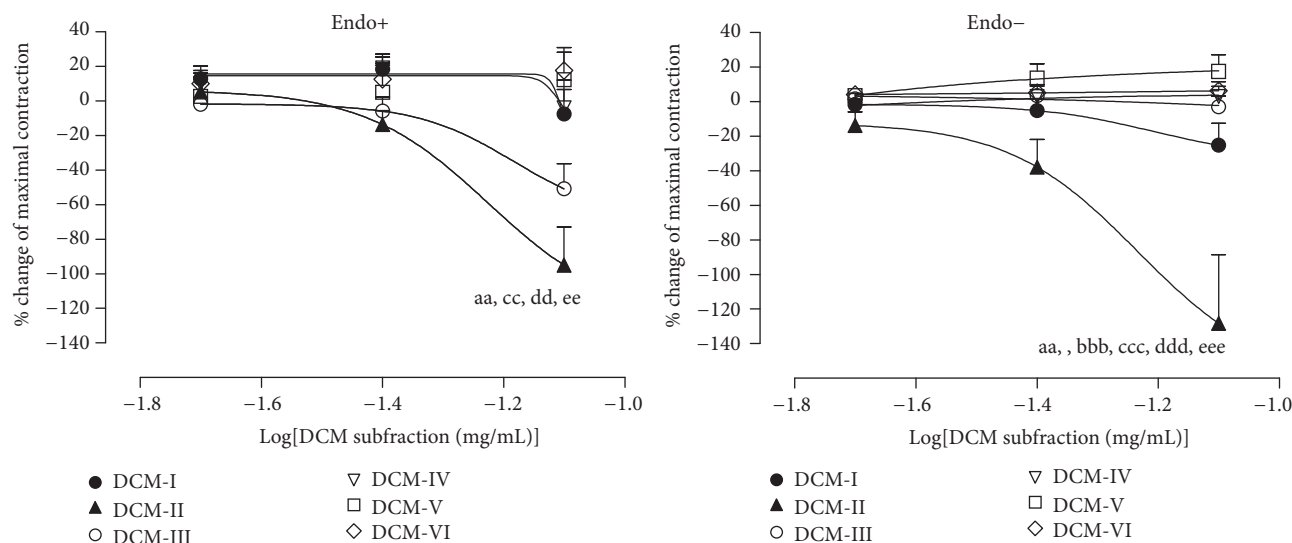 Endo+
% change of maximal contraction
40
20
0
−20
−40
−60
−80
−100
−120
−140
aa, cc, dd, ee
−1.8 −1.6 −1.4 −1.2 −1.0
Log[DCM subfraction (mg/mL)]
DCM-I
DCM-II
DCM-III
DCM-IV
DCM-V
DCM-VI
Endo−
% change of maximal contraction
40
20
0
−20
−40
−60
−80
−100
−120
−140
aa, , bbb, ccc, ddd, eee
−1.8 −1.6 −1.4 −1.2 −1.0
Log[DCM subfraction (mg/mL)]
DCM-I
DCM-II
DCM-III
DCM-IV
DCM-V
DCM-VI